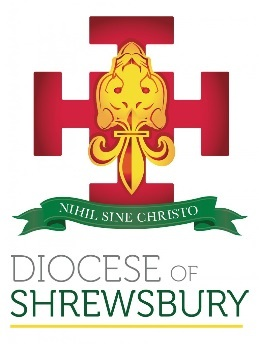 NIHIL SINE CHRISTO
DIOCESE OF
SHREWSBURY